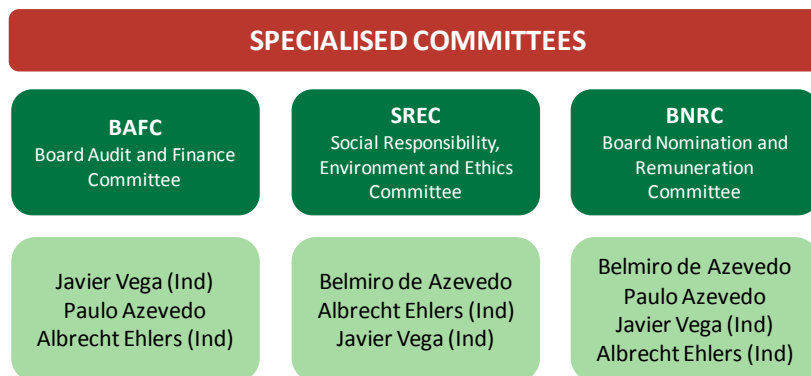 SPECIALISED COMMITTEES
BAFC
Board Audit and Finance
Committee
SREC
Social Responsibility,
Environment and Ethics
Committee
BNRC
Board Nomination and
Remuneration
Committee
Javier Vega (Ind)
Paulo Azevedo
Albrecht Ehlers (Ind)
Belmiro de Azevedo
Albrecht Ehlers (Ind)
Javier Vega (Ind)
Belmiro de Azevedo
Paulo Azevedo
Javier Vega (Ind)
Albrecht Ehlers (Ind)